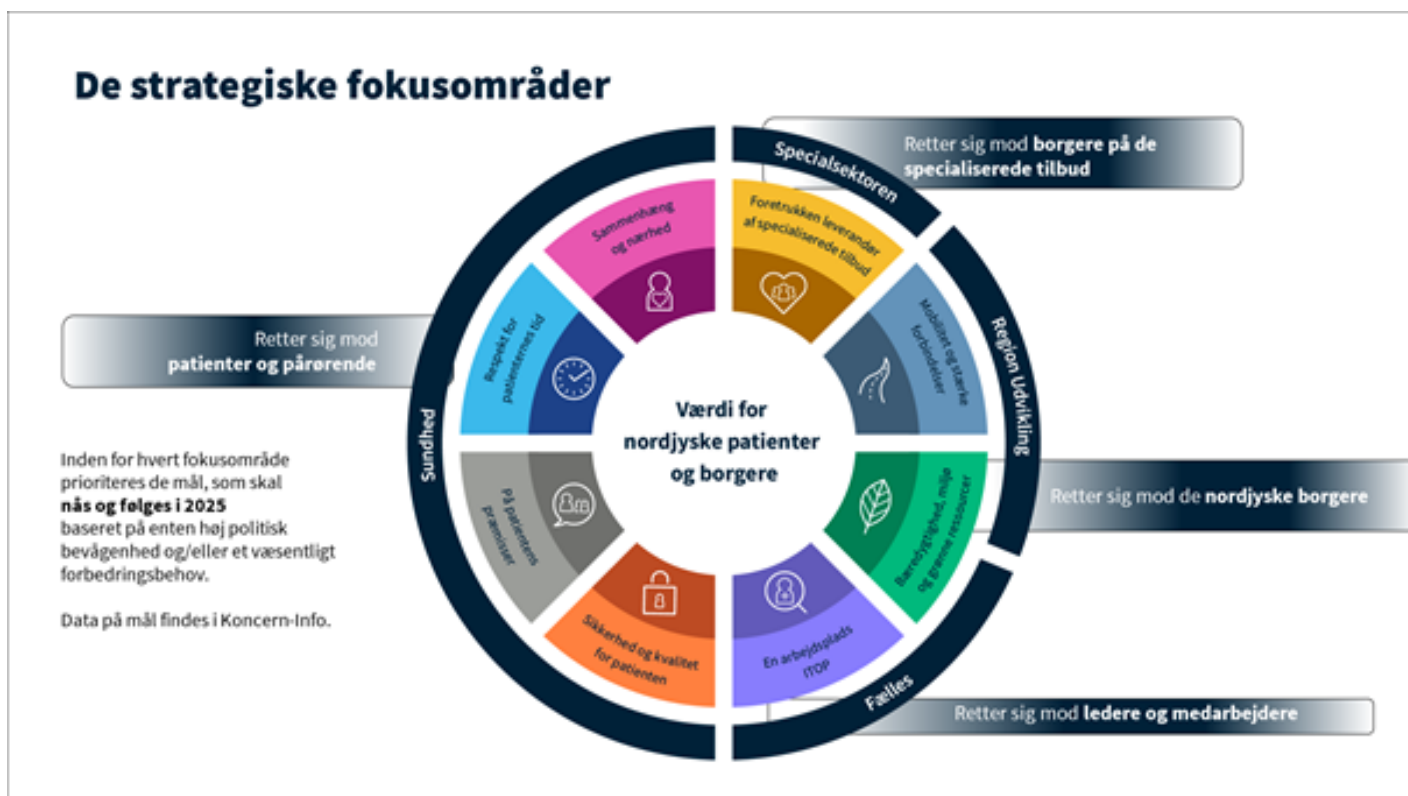 De strategiske fokusområder
Retter sig mod borgere på de
specialiserede tilbud
Specialsektoren
Foretrukken leverandør
af specialiserede tilbud
Sammenhæng
og nærhed
Mobilitet og stærke
forbindelser
Region Udvikling
Respekt for
patienternes tid
Retter sig mod
patienter og pårørende
Sundhed
Værdi for
nordjyske patienter
og borgere
Inden for hvert fokusområde
prioriteres de mål, som skal
nås og følges i 2025
baseret på enten høj politisk
bevågenhed og/eller et væsentligt
forbedringsbehov.
Data på mål findes i Koncern-Info.
På patientens
præmisser
Retter sig mod de nordjyske borgere
Bæredygtighed, miljø
og grønne ressourcer
Sikkerhed og kvalitet
for patienten
En arbejdsplads
ITOP
Fælles
Retter sig mod ledere og medarbejdere